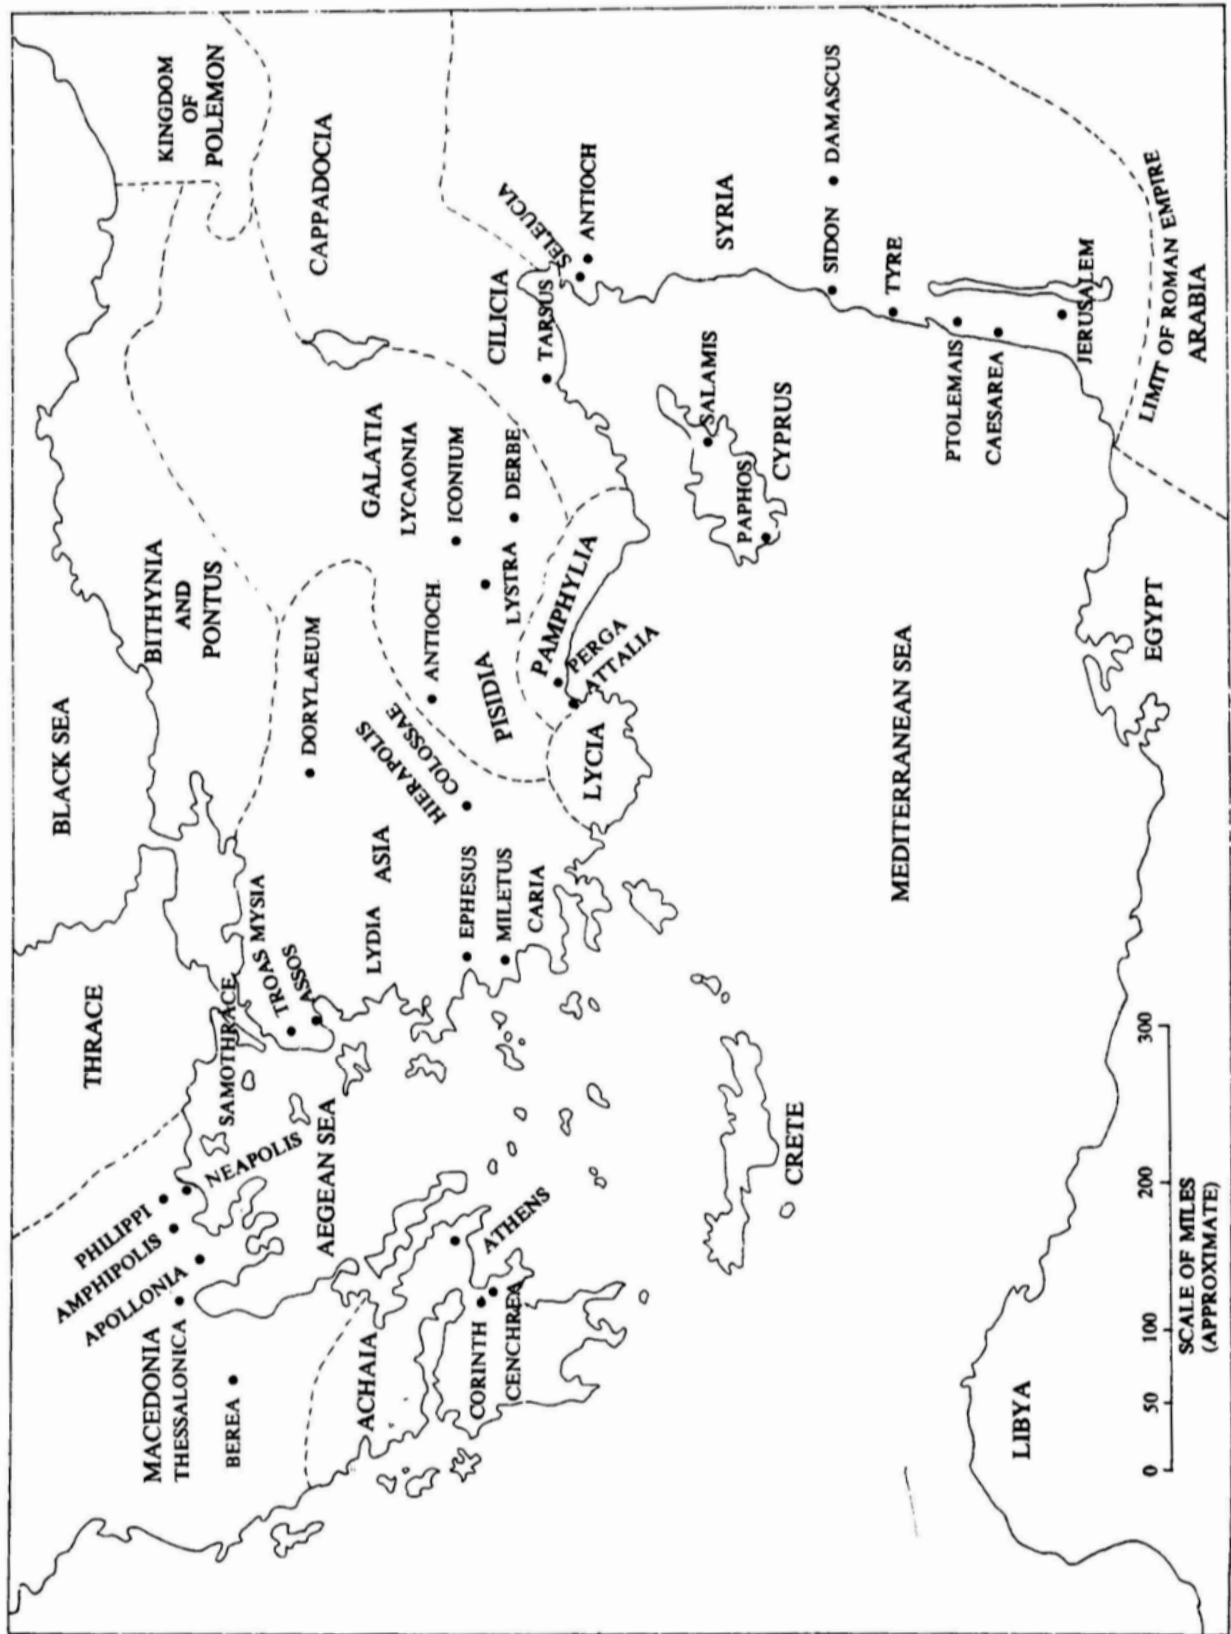 BLACK SEA
THRACE
KINGDOM
OF
POLEMON
BITHYNIA
AND
PONTUS
CAPPADOCIA
MACEDONIA
THESSALONICA
BEREA
PHILIPPI
AMPHIPOLIS
APOLLONIA
NEAPOLIS
SAMOTHRACE
TROAS
MYSIA
ASSOS
AEGEAN SEA
LYDIA
ASIA
DORYLAEUM
HIERAPOLIS
COLOSSAE
EPHESUS
MILETUS
CARIA
ANTIOCH
PISIDIA
GALATIA
LYCAONIA
ICONIUM
LYSTRA
DERBE
PAMPHYLIA
PERGA
ATTALIA
LYCIA
CILICIA
TARSUS
SELEUCIA
ANTIOCH
ACHAIA
CORINTH
CENCHREA
ATHENS
CRETE
SALAMIS
PAPHOS
CYPRUS
SYRIA
SIDON
DAMASCUS
TYRE
PTOLEMAIS
CAESAREA
JERUSALEM
MEDITERRANEAN SEA
LIMIT OF ROMAN EMPIRE
ARABIA
EGYPT
LIBYA
0 50 100 200 300
SCALE OF MILES
(APPROXIMATE)